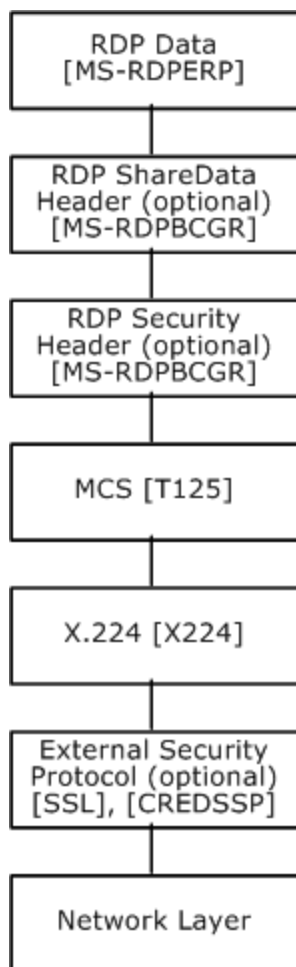 RDP Data
[MS-RDPERP]
RDP ShareData
Header (optional)
[MS-RDPBCGR]
RDP Security
Header (optional)
[MS-RDPBCGR]
MCS [T125]
X.224 [X224]
External Security
Protocol (optional)
[SSL], [CREDSSP]
Network Layer